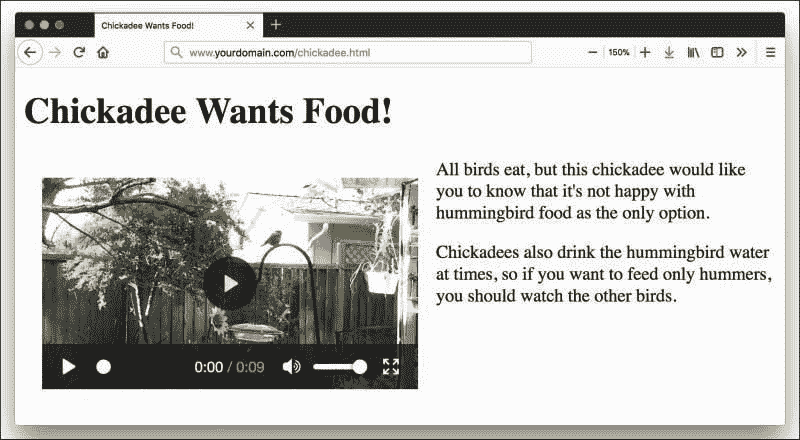 Chickadee Wants Food!
www.yourdomain.com/chickadee.html
150%
Chickadee Wants Food!
All birds eat, but this chickadee would like
you to know that it's not happy with
hummingbird food as the only option.
Chickadees also drink the hummingbird water
at times, so if you want to feed only hummers,
you should watch the other birds.
0:00 / 0:09